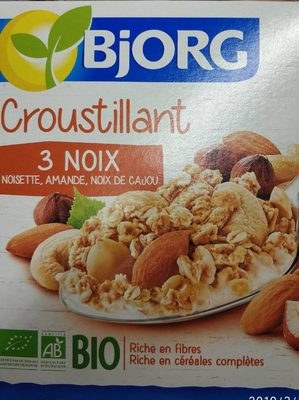 BjORG
Croustillant
3 NOIX
NOISETTE, AMANDE, NOIX DE CAJOU
AB
BIO
Riche en fibres
Riche en céréales complètes